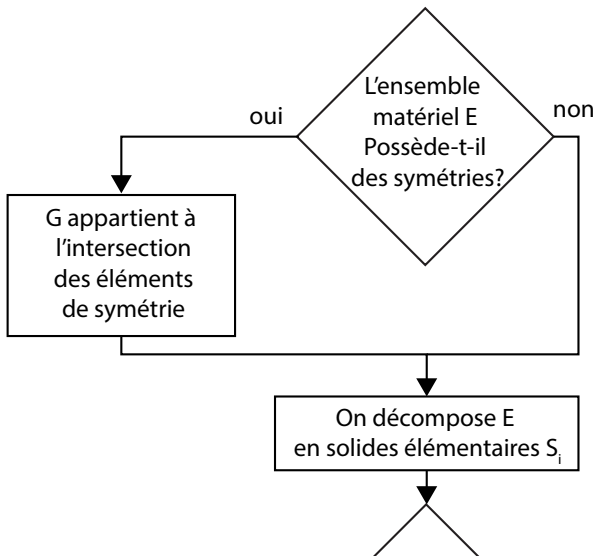 L'ensemble
matériel E
Possède-t-il
des symétries?
oui
non
G appartient à
l'intersection
des éléments
de symétrie
On décompose E
en solides élémentaires Si